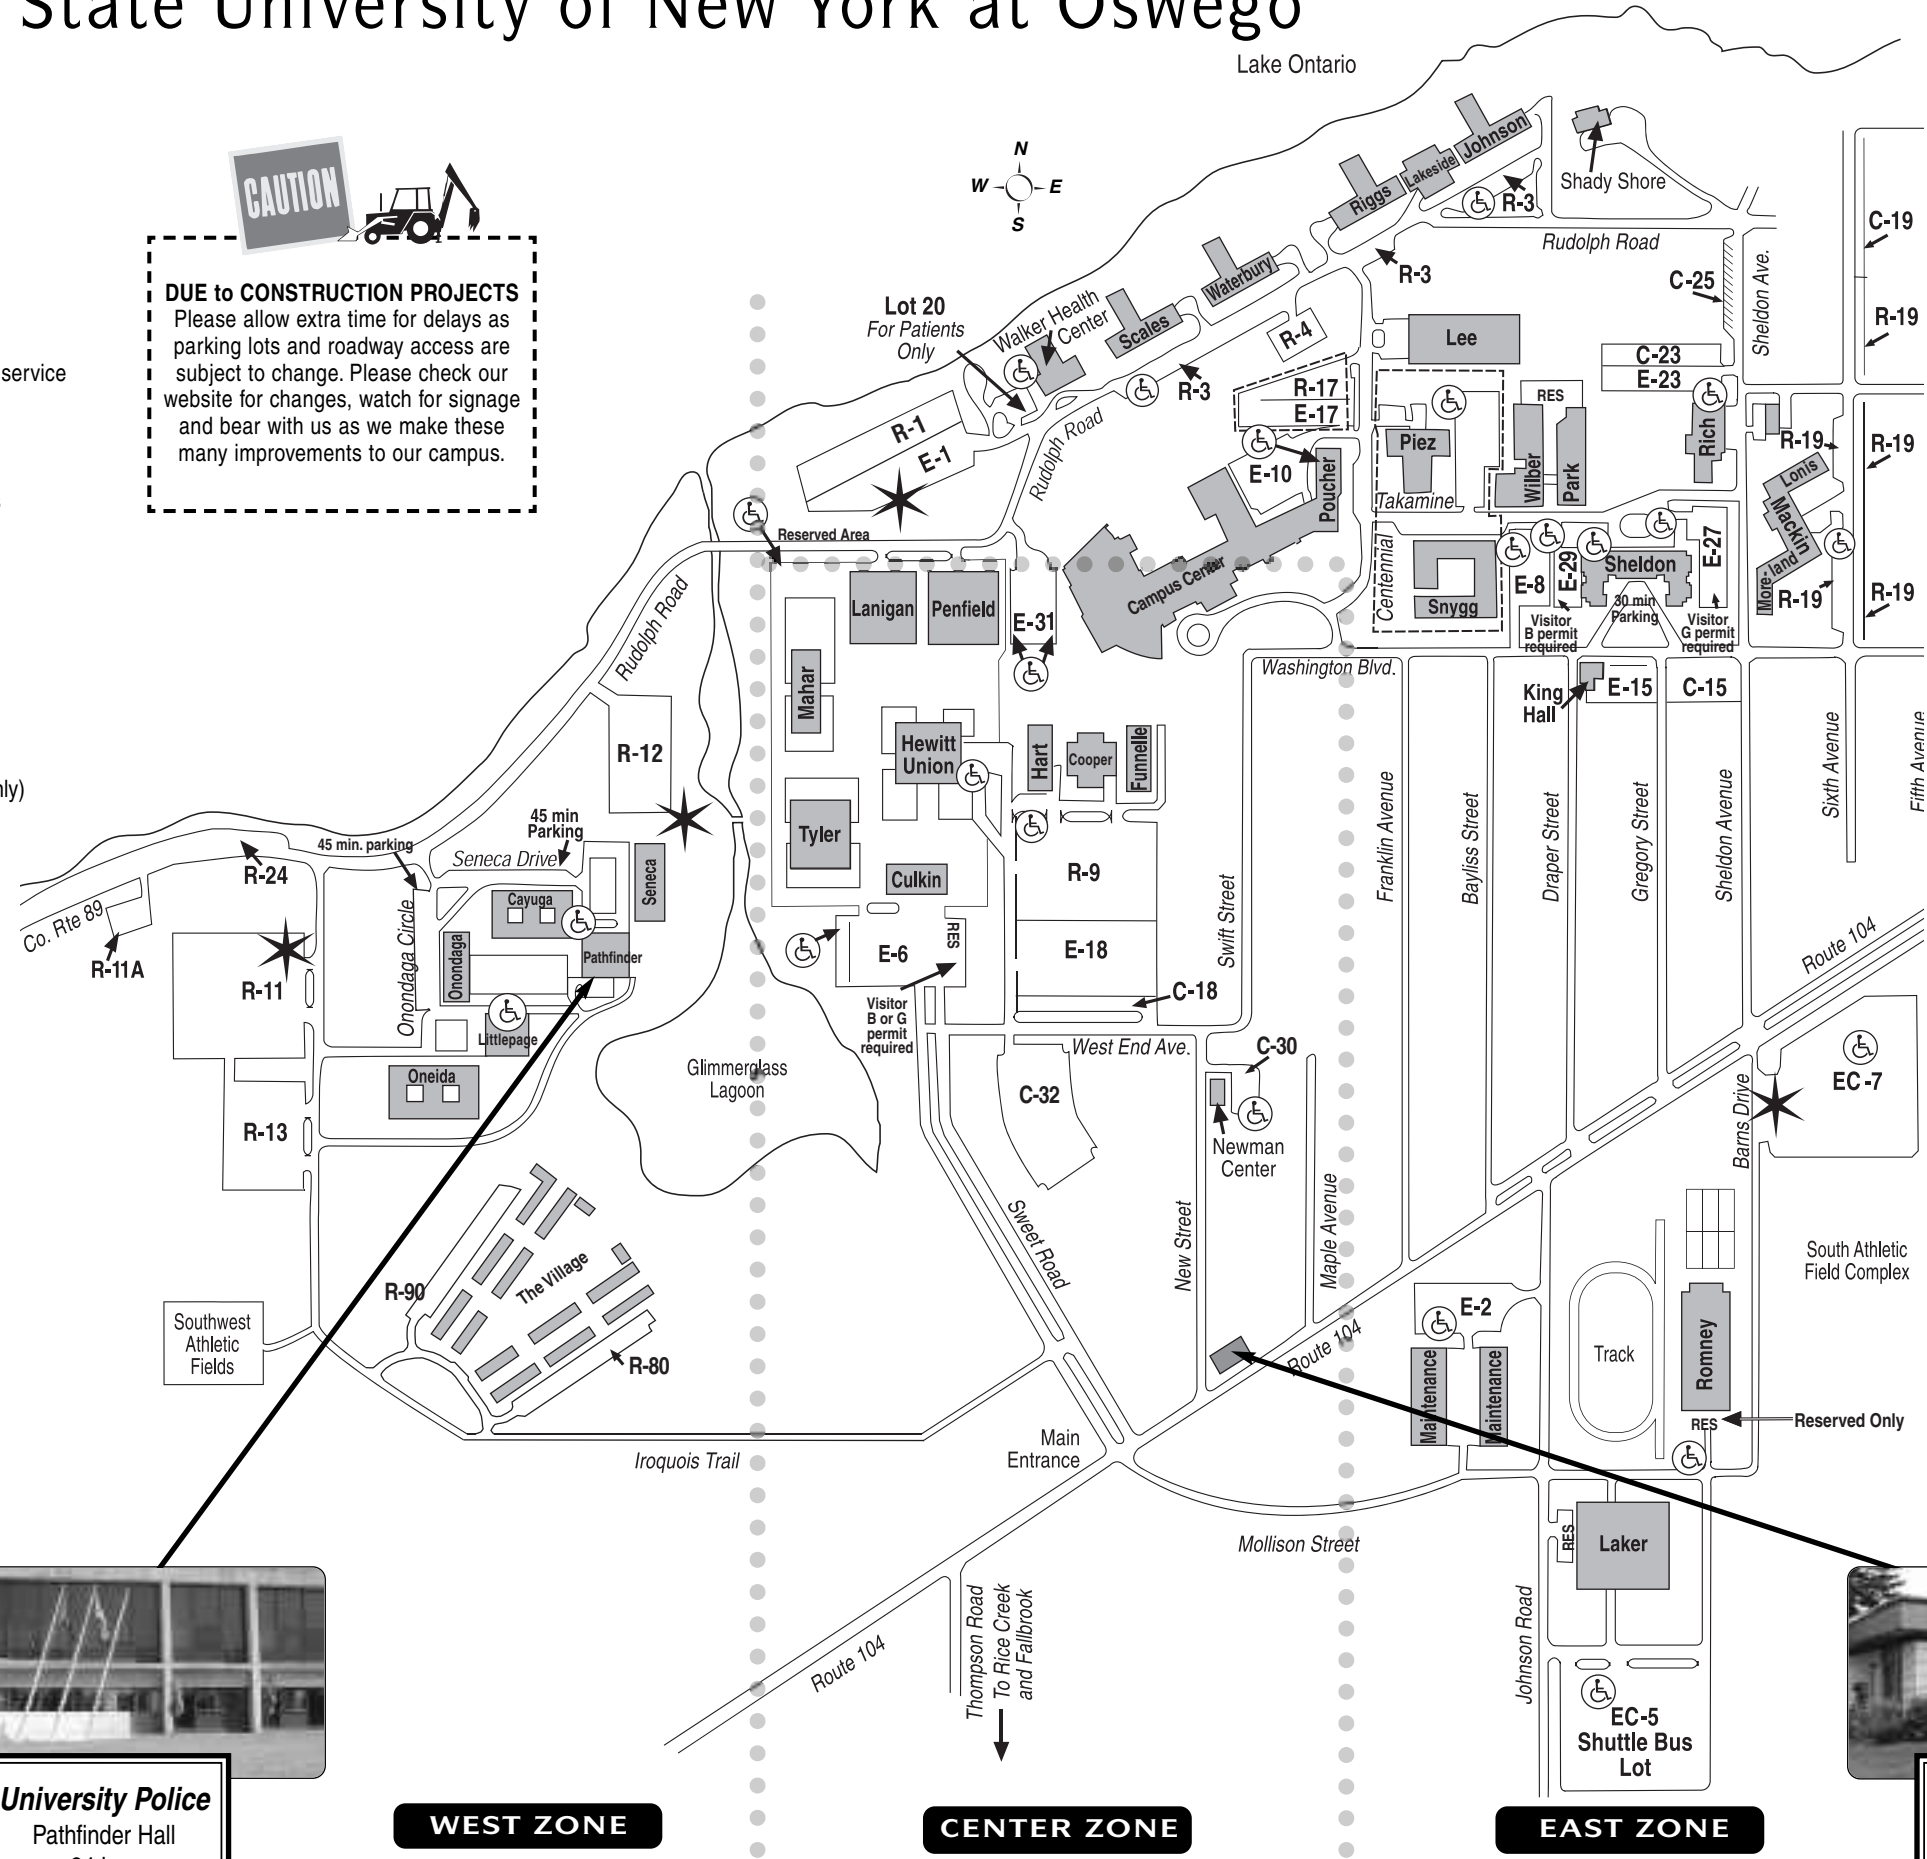 State University of New York at Oswego
Lake Ontario
N
W
E
S
CAUTION
DUE to CONSTRUCTION PROJECTS
Please allow extra time for delays as
parking lots and roadway access are
subject to change. Please check our
website for changes, watch for signage
and bear with us as we make these
many improvements to our campus.
service
Johnson
Lakeside
Riggs
R-3
Shady Shore
Rudolph Road
C-19
R-3
C-25
Sheldon Ave.
R-19
Waterbury
Lot 20
For Patients
Only
Walker Health
Center
Scales
R-4
Lee
C-23
E-23
R-3
R-17
E-17
RES
R-1
E-1
Rudolph Road
Piez
Wilber
Park
Rich
R-19
R-19
Lonis
Mackin
More-
land
E-10
Poucher
Takamine
Reserved Area
Centennial
Campus Center
Lanigan
Penfield
E-31
Snygg
E-8
E-29
Sheldon
E-27
R-19
R-19
30 min
Parking
Visitor
B permit
required
Visitor
G permit
required
Rudolph Road
Mahar
Washington Blvd.
King
Hall
E-15
C-15
R-12
Hewitt
Union
Hart
Cooper
Funnelle
Franklin Avenue
Bayliss Street
Draper Street
Gregory Street
Sheldon Avenue
Sixth Avenue
Fifth Avenue
nly)
Tyler
45 min
Parking
45 min. parking
Seneca Drive
R-24
Seneca
Culkin
R-9
Swift Street
Cayuga
Co. Rte 89
R-11A
Onondaga Circle
Onondaga
Pathfinder
R-11
E-6
RES
E-18
Route 104
C-18
Visitor
B or G
permit
required
Littlepage
West End Ave.
C-30
Glimmerglass
Lagoon
Oneida
C-32
EC -7
R-13
Newman
Center
Barns Drive
The Village
R-90
Sweet Road
New Street
Maple Avenue
South Athletic
Field Complex
Southwest
Athletic
Fields
R-80
Route 104
E-2
Maintenance
Maintenance
Track
Romney
RES
Reserved Only
Main
Entrance
Iroquois Trail
Mollison Street
RES
Laker
Route 104
Thompson Road
To Rice Creek
and Fallbrook
Johnson Road
EC-5
Shuttle Bus
Lot
University Police
Pathfinder Hall
WEST ZONE
CENTER ZONE
EAST ZONE